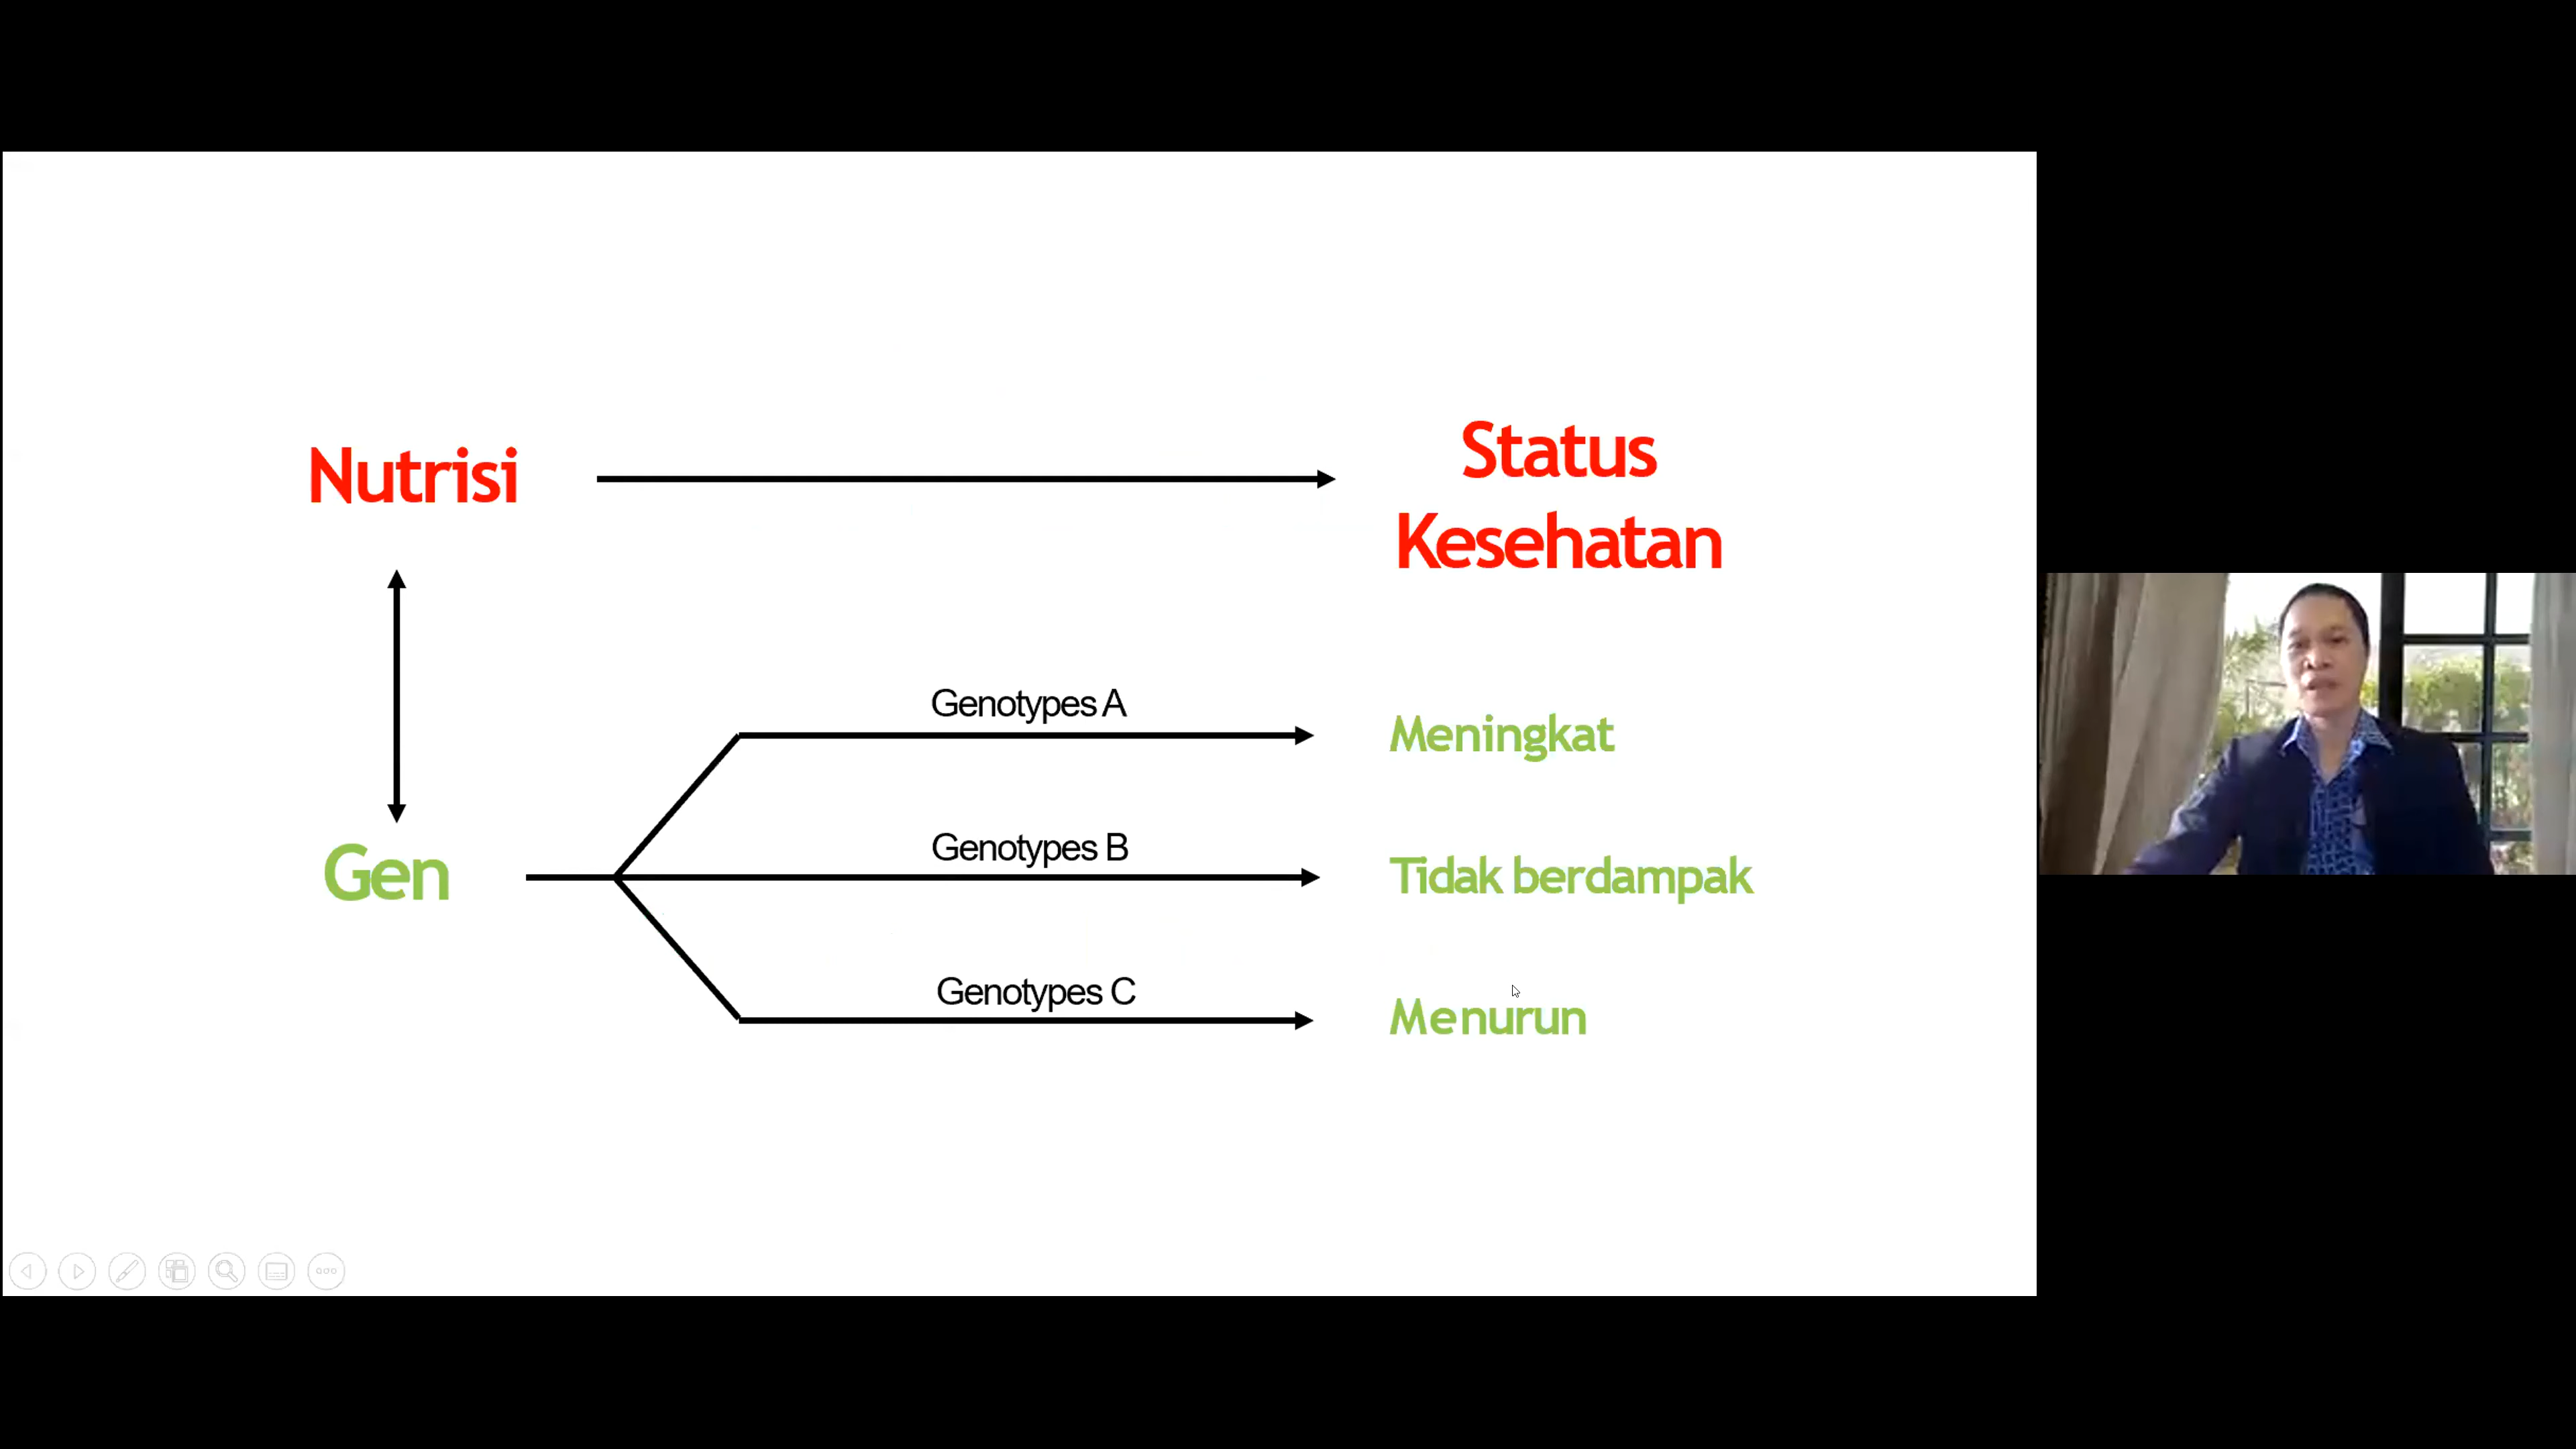 Nutrisi
Status
Kesehatan
Genotypes A
Meningkat
Gen
Genotypes B
Tidak berdampak
Genotypes C
Menurun